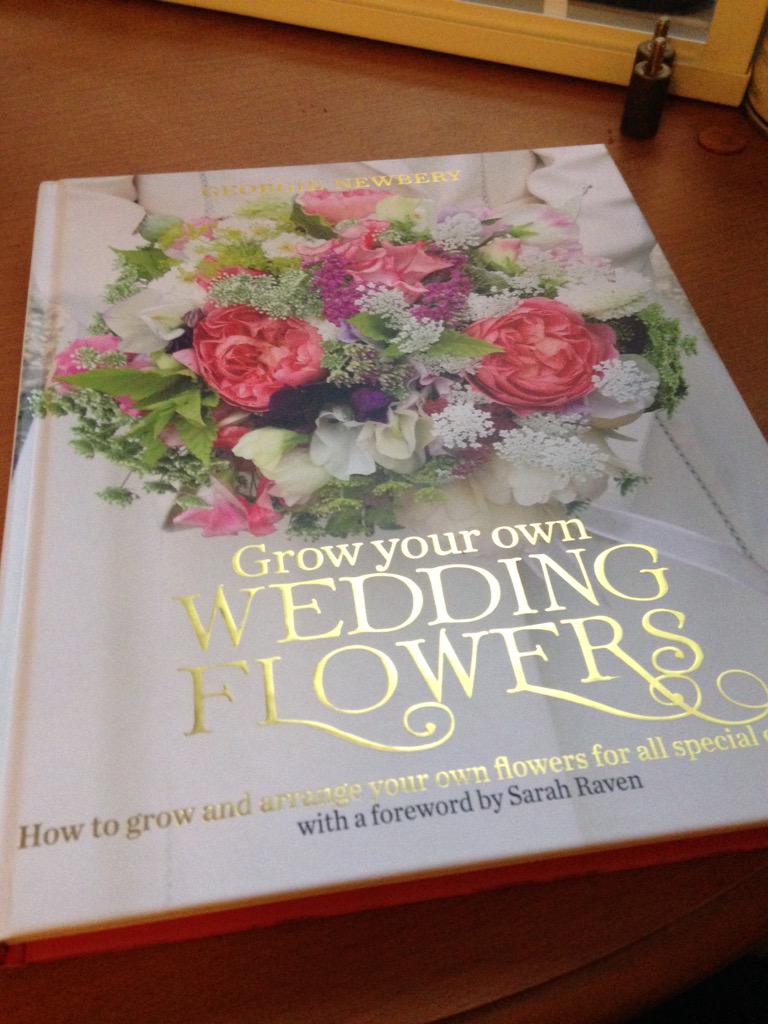 GEORGIE NEWBERY
Grow your own
WEDDING
FLOWERS
How to grow and arrange your own flowers for all special
with a foreword by Sarah Raven